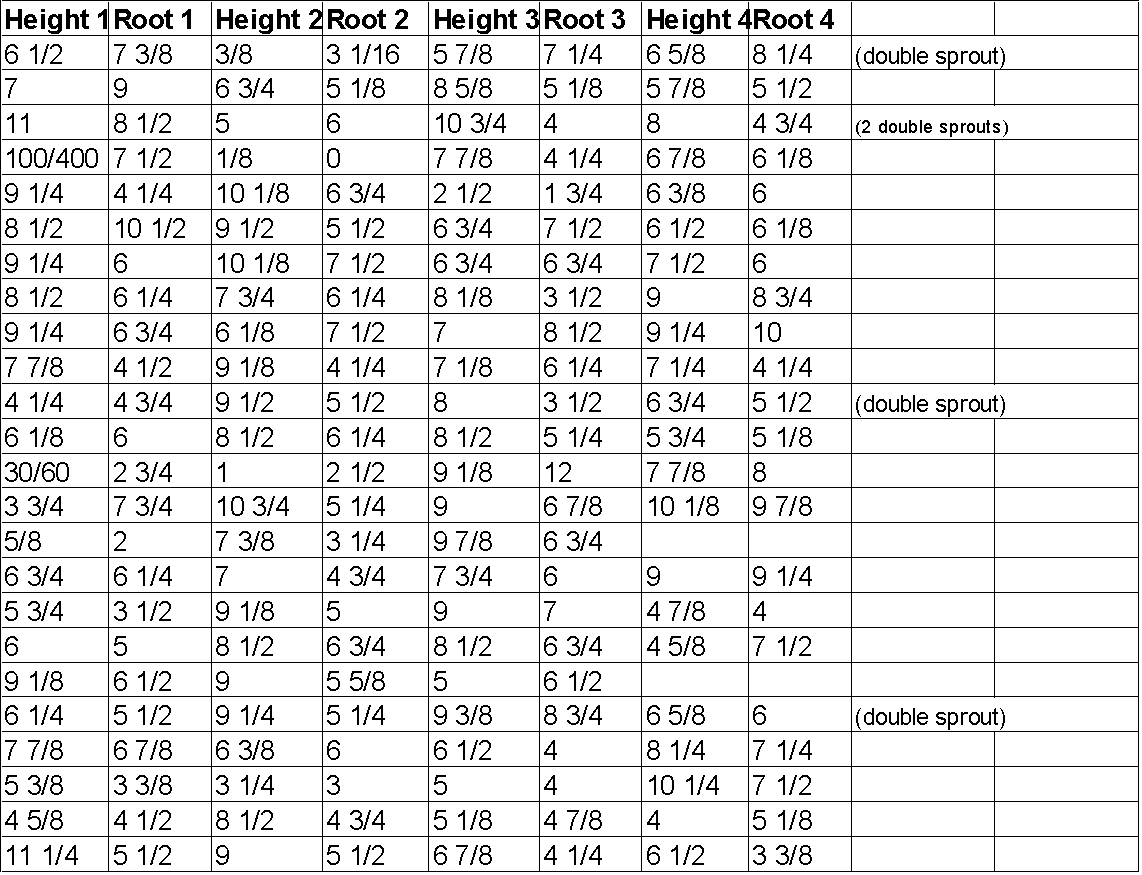 Height 1 Root 1 Height 2 Root 2 Height 3 Root 3 Height 4 Root 4
6 1/2 7 3/8 3/8 3 1/16 5 7/8 7 1/4 6 5/8 8 1/4 (double sprout)
7 9 6 3/4 5 1/8 8 5/8 5 1/8 5 7/8 5 1/2
11 8 1/2 5 6 10 3/4 4 8 4 3/4 (2 double sprouts)
100/400 7 1/2 1/8 0 7 7/8 4 1/4 6 7/8 6 1/8
9 1/4 4 1/4 10 1/8 6 3/4 2 1/2 1 3/4 6 3/8 6
8 1/2 10 1/2 9 1/2 5 1/2 6 3/4 7 1/2 6 1/2 6 1/8
9 1/4 6 10 1/8 7 1/2 6 3/4 6 3/4 7 1/2 6
8 1/2 6 1/4 7 3/4 6 1/4 8 1/8 3 1/2 9 8 3/4
9 1/4 6 3/4 6 1/8 7 1/2 7 8 1/2 9 1/4 10
7 7/8 4 1/2 9 1/8 4 1/4 7 1/8 6 1/4 7 1/4 4 1/4
4 1/4 4 3/4 9 1/2 5 1/2 8 3 1/2 6 3/4 5 1/2 (double sprout)
6 1/8 6 8 1/2 6 1/4 8 1/2 5 1/4 5 3/4 5 1/8
30/60 2 3/4 1 2 1/2 9 1/8 12 7 7/8 8
3 3/4 7 3/4 10 3/4 5 1/4 9 6 7/8 10 1/8 9 7/8
5/8 2 7 3/8 3 1/4 9 7/8 6 3/4
6 3/4 6 1/4 7 4 3/4 7 3/4 6 9 9 1/4
5 3/4 3 1/2 9 1/8 5 9 7 4 7/8 4
6 5 8 1/2 6 3/4 8 1/2 6 3/4 4 5/8 7 1/2
9 1/8 6 1/2 9 5 5/8 5 6 1/2
6 1/4 5 1/2 9 1/4 5 1/4 9 3/8 8 3/4 6 5/8 6 (double sprout)
7 7/8 6 7/8 6 3/8 6 6 1/2 4 8 1/4 7 1/4
5 3/8 3 3/8 3 1/4 3 5 4 10 1/4 7 1/2
4 5/8 4 1/2 8 1/2 4 3/4 5 1/8 4 7/8 4 5 1/8
11 1/4 5 1/2 9 5 1/2 6 7/8 4 1/4 6 1/2 3 3/8